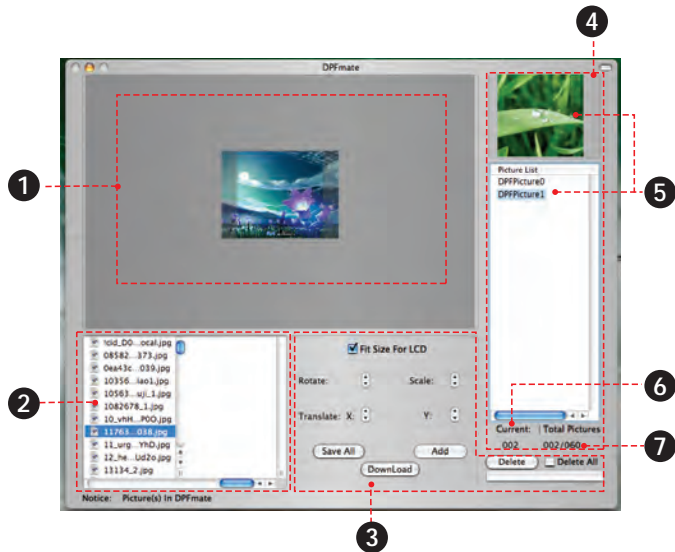 4
DPFmate
1
5
Picture List
DPFPicture0
DPFPicture1
!cid_D0...ocal.jpg
08582...373.jpg
0ea43c...039.jpg
10356...iao1.jpg
10563...uji_1.jpg
1082678_1.jpg
10_vhH...P0O.jpg
11763...038.jpg
11_urg...YhD.jpg
12_he...Ud2o.jpg
13134_2.jpg
2
Fit Size For LCD
Rotate: Scale:
Translate: X: Y:
Save All Add
DownLoad
6
Current: Total Pictures
002 002/060
7
Delete Delete All
Notice: Picture(s) In DPFmate
3